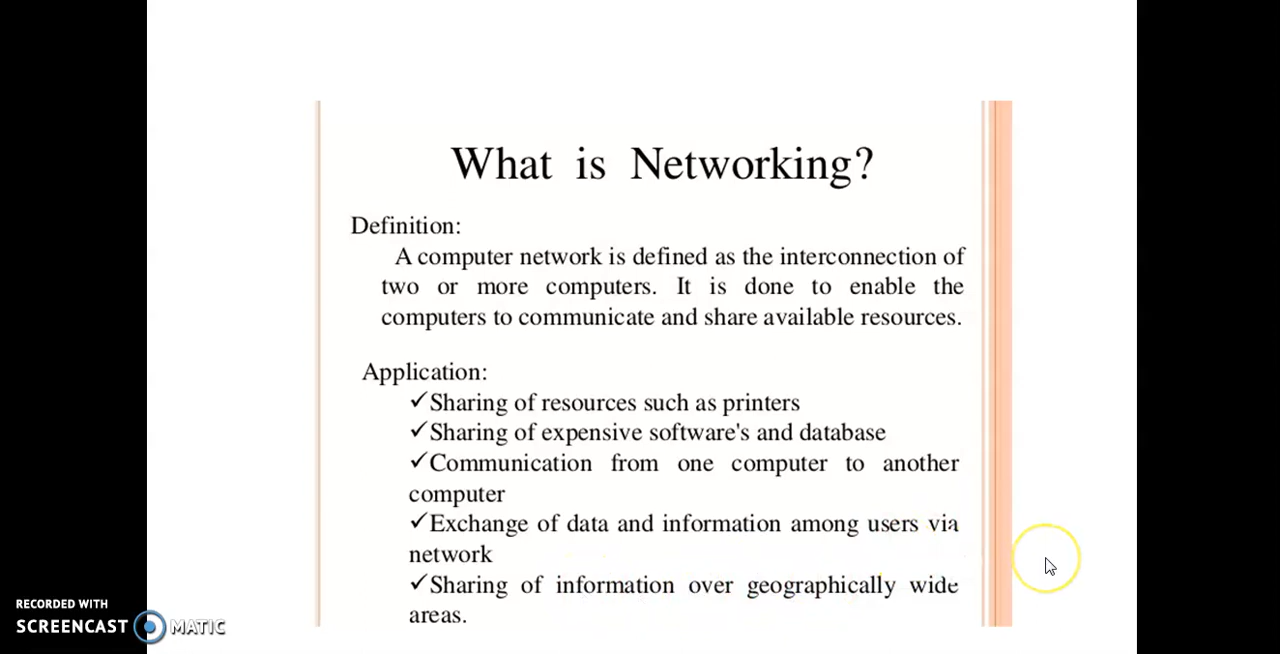 What is Networking?
Definition:
A computer network is defined as the interconnection of
two or more computers. It is done to enable the
computers to communicate and share available resources.
Application:
✓Sharing of resources such as printers
✓Sharing of expensive software's and database
✓Communication from one computer to another
computer
✓Exchange of data and information among users via
network
✓Sharing of information over geographically wide
areas.
RECORDED WITH
SCREENCAST MATIC